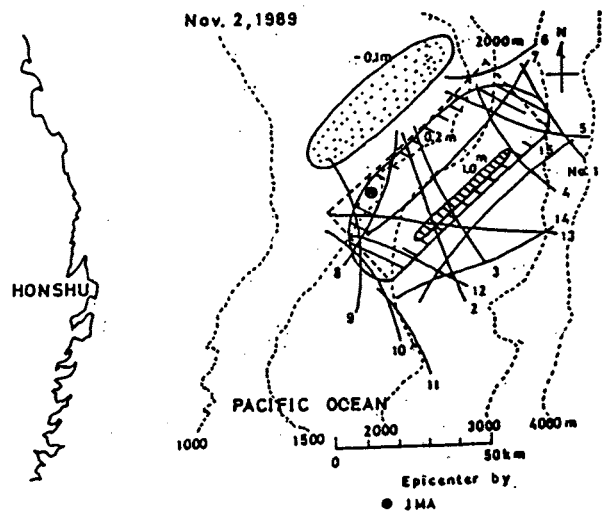 Nov. 2, 1989
N
2000m
6
7
-0.1m
0.2m
1.0m
5
15
No. 1
4
14
13
8
3
12
9
2
10
11
HONSHU
PACIFIC OCEAN
1000
1500
2000
3000
4000m
0
50km
Epicenter by
JMA